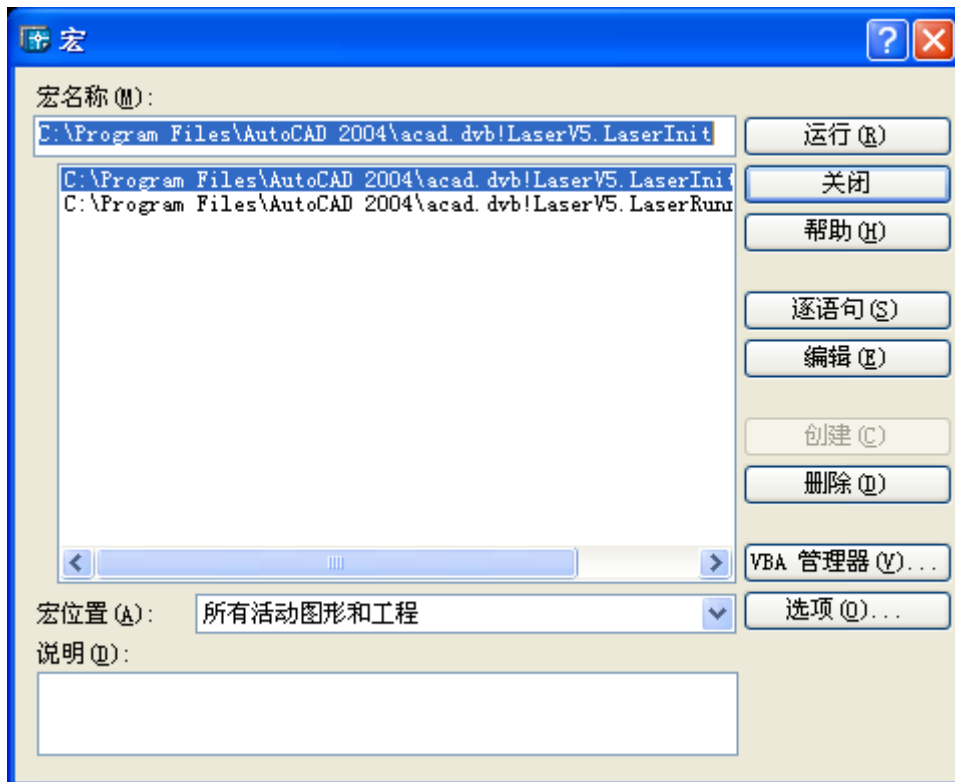 宏
宏名称(M):
C:\Program Files\AutoCAD 2004\acad.dvb!LaserV5.LaserInit
运行(R)
C:\Program Files\AutoCAD 2004\acad.dvb!LaserV5.LaserInit
关闭
C:\Program Files\AutoCAD 2004\acad.dvb!LaserV5.LaserRunn
帮助(H)
逐语句(S)
编辑(E)
创建(C)
删除(D)
VBA 管理器(V)...
宏位置(A):
所有活动图形和工程
选项(O)...
说明(D):